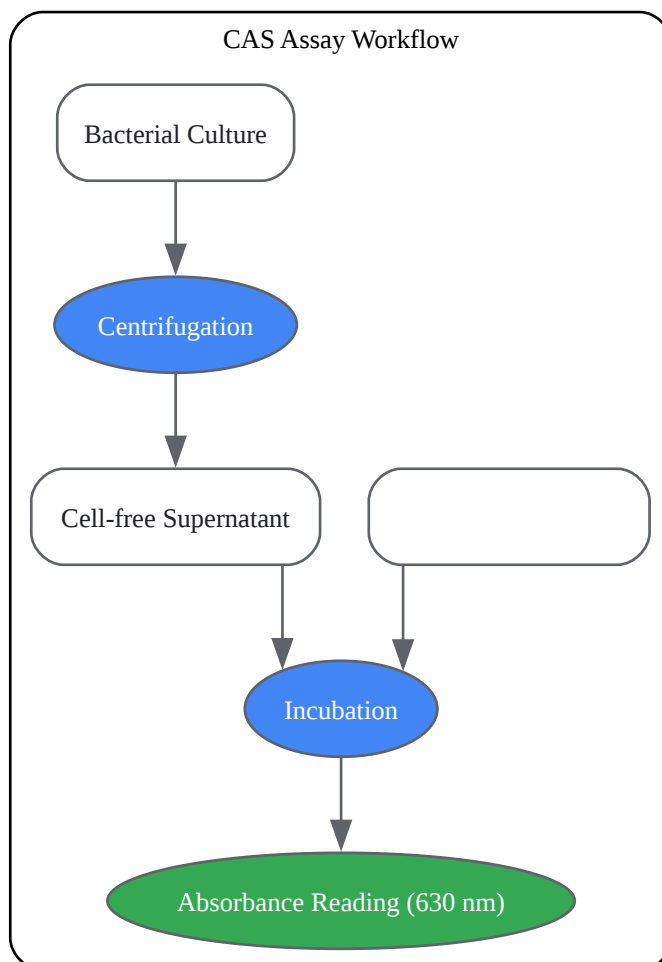 CAS Assay Workflow
Bacterial Culture
Centrifugation
Cell-free Supernatant
Incubation
Absorbance Reading (630 nm)